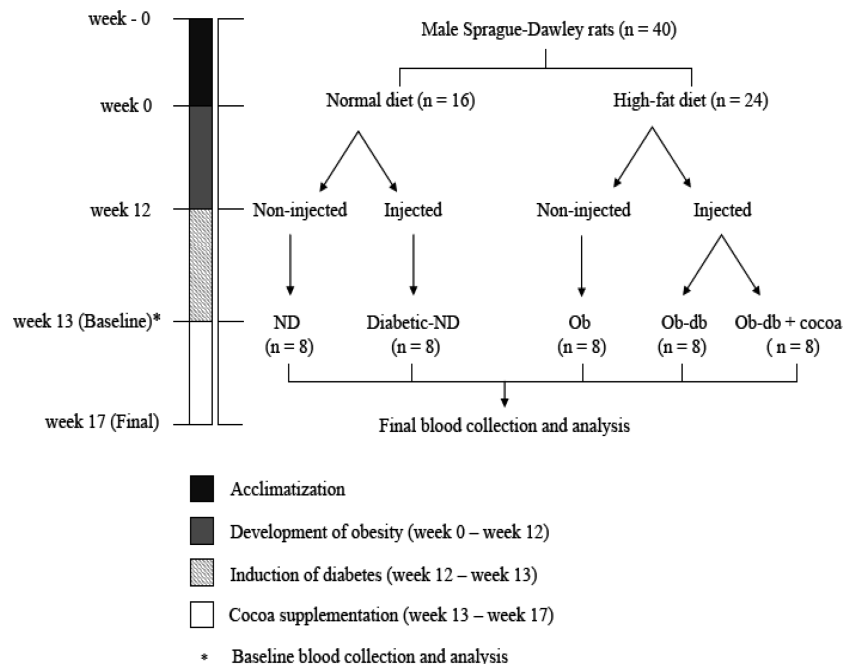 week - 0
Male Sprague-Dawley rats (n = 40)
week 0
Normal diet (n = 16)
High-fat diet (n = 24)
week 12
Non-injected
Injected
Non-injected
Injected
week 13 (Baseline)*
ND
(n = 8)
Diabetic-ND
(n = 8)
Ob
(n = 8)
Ob-db
(n = 8)
Ob-db + cocoa
( n = 8)
week 17 (Final)
Final blood collection and analysis
Acclimatization
Development of obesity (week 0 – week 12)
Induction of diabetes (week 12 – week 13)
Cocoa supplementation (week 13 – week 17)
* Baseline blood collection and analysis